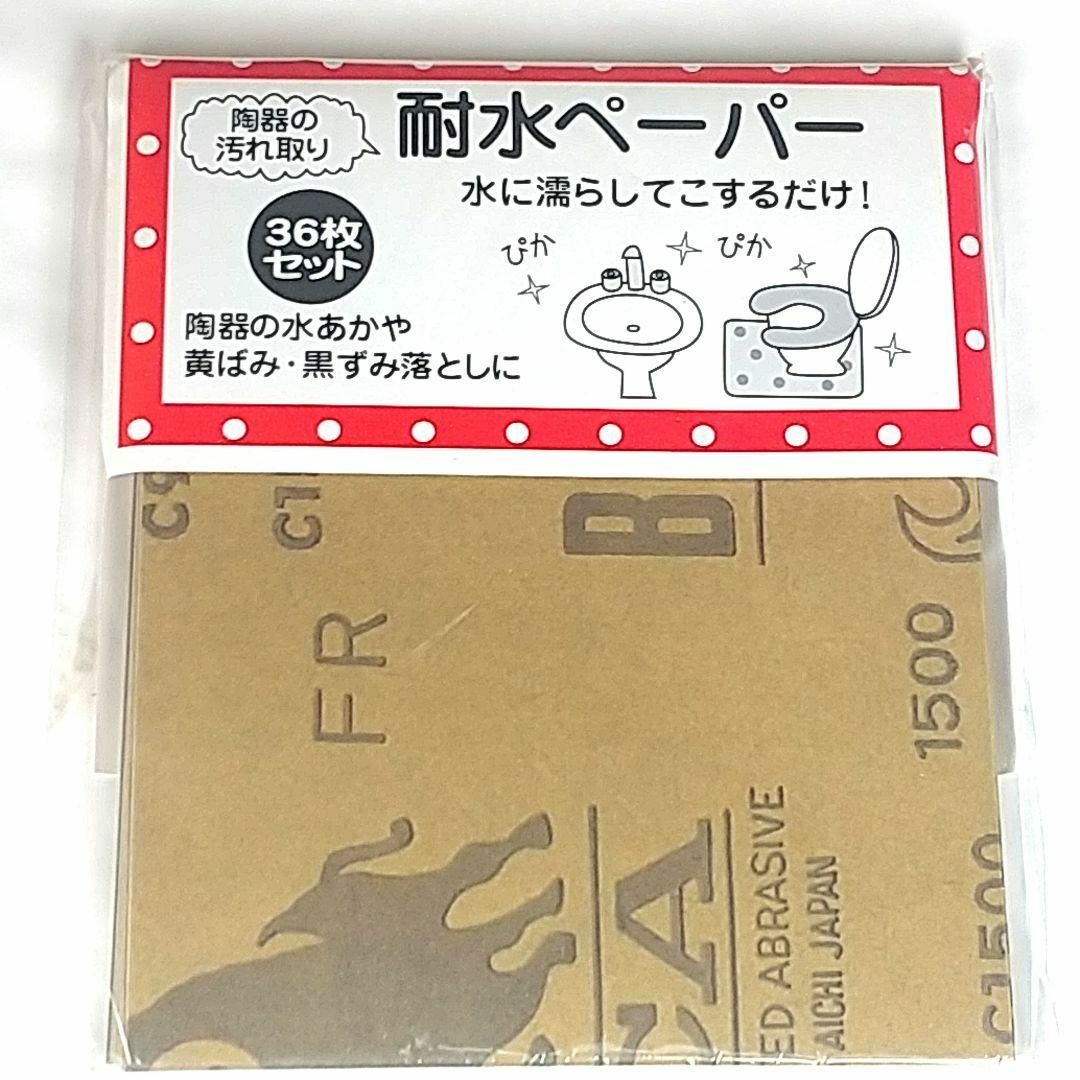 陶器の
汚れ取り
耐水ペーパー
水に濡らしてこするだけ!
36枚
セット
ぴか
ぴか
陶器の水あかや
黄ばみ・黒ずみ落としに
B
FR
1500
CA
ED ABRASIVE
AICHI JAPAN
C1500